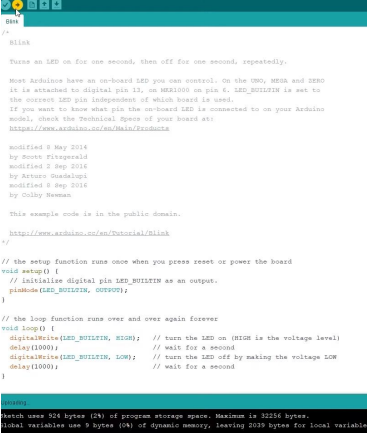 Blink
/*
Blink
Turns an LED on for one second, then off for one second, repeatedly.
Most Arduinos have an on-board LED you can control. On the UNO, MEGA and ZERO
it is attached to digital pin 13, on MKR1000 on pin 6. LED_BUILTIN is set to
the correct LED pin independent of which board is used.
If you want to know what pin the on-board LED is connected to on your Arduino
model, check the Technical Specs of your board at:
https://www.arduino.cc/en/Main/Products
modified 8 May 2014
by Scott Fitzgerald
modified 2 Sep 2016
by Arturo Guadalupi
modified 8 Sep 2016
by Colby Newman
This example code is in the public domain.
http://www.arduino.cc/en/Tutorial/Blink
*/
// the setup function runs once when you press reset or power the board
void setup() {
// initialize digital pin LED_BUILTIN as an output.
pinMode(LED_BUILTIN, OUTPUT);
}
// the loop function runs over and over again forever
void loop() {
digitalWrite(LED_BUILTIN, HIGH); // turn the LED on (HIGH is the voltage level)
delay(1000); // wait for a second
digitalWrite(LED_BUILTIN, LOW); // turn the LED off by making the voltage LOW
delay(1000); // wait for a second
}
Uploading...
Sketch uses 924 bytes (2%) of program storage space. Maximum is 32256 bytes.
Global variables use 9 bytes (0%) of dynamic memory, leaving 2039 bytes for local variable